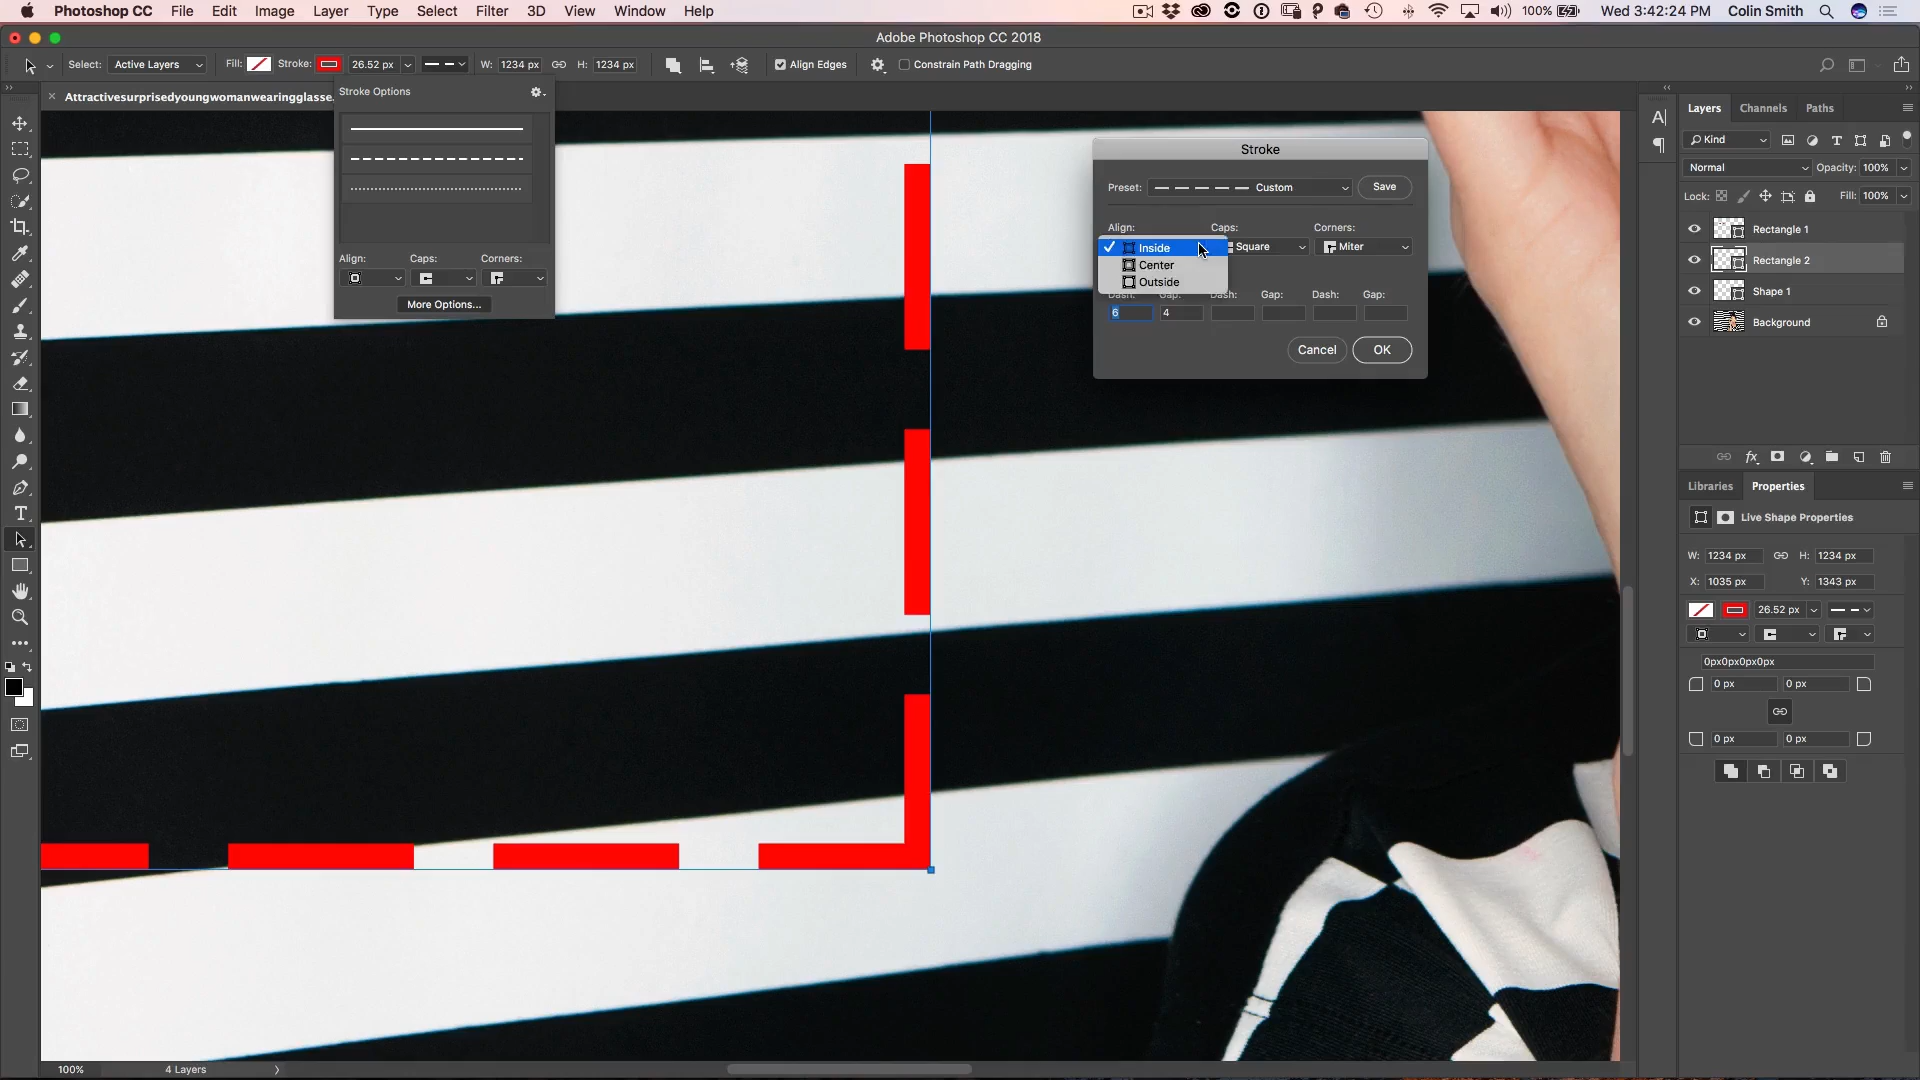 Photoshop CC File Edit Image Layer Type Select Filter 3D View Window Help 100% Wed 3:42:24 PM Colin Smith
Adobe Photoshop CC 2018
Select: Active Layers Fill: Stroke: 26.52 px W: 1234 px H: 1234 px Align Edges Constrain Path Dragging
Attractivesurprisedyoungwomanwearingglasse.
Stroke Options
Align: Caps: Corners:
More Options...
Stroke
Preset: Custom Save
Align: Caps: Corners:
Inside Square Miter
Center
Outside
Dash: Gap: Dash: Gap: Dash: Gap:
6 4
Cancel OK
Layers Channels Paths
Kind
Normal Opacity: 100%
Lock: Fill: 100%
Rectangle 1
Rectangle 2
Shape 1
Background
fx
Libraries Properties
Live Shape Properties
W: 1234 px H: 1234 px
X: 1035 px Y: 1343 px
26.52 px
0px0px0px0px
0 px 0 px
0 px 0 px
100% 4 Layers